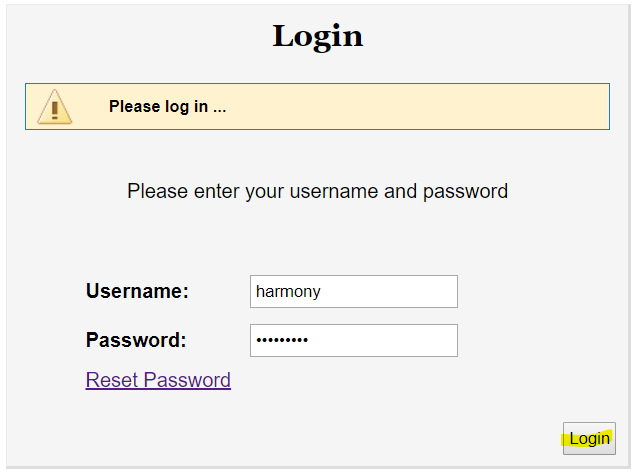 Login
Please log in ...
Please enter your username and password
Username: harmony
Password: •••••••••
Reset Password
Login